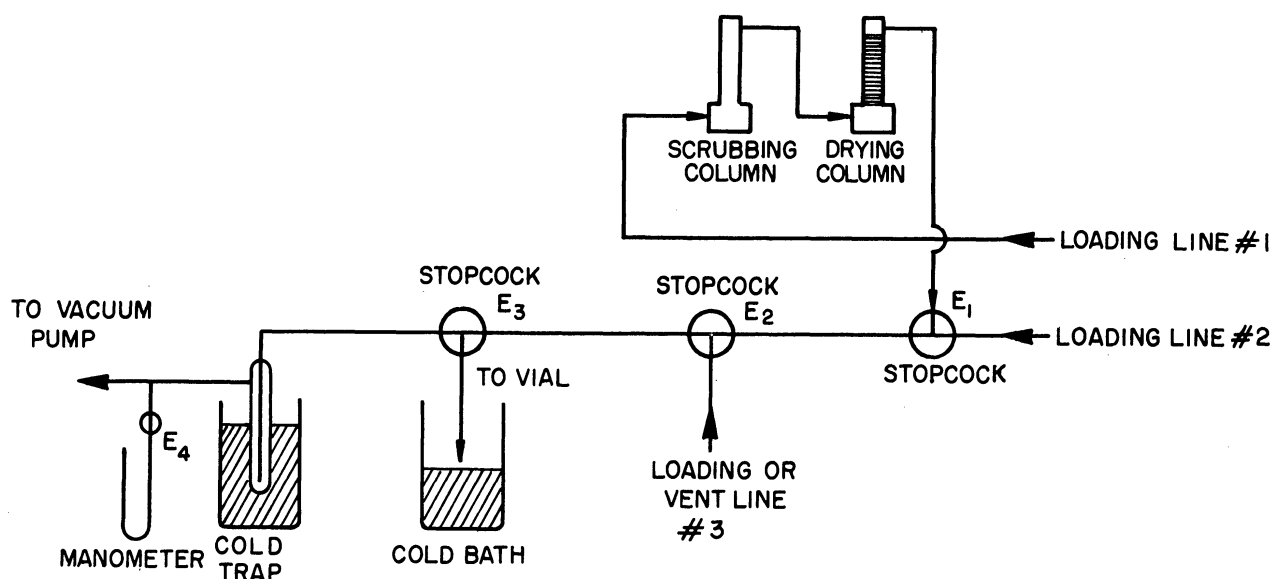 SCRUBBING
COLUMN
DRYING
COLUMN
LOADING LINE #1
STOPCOCK
E3
STOPCOCK
E2
E1
TO VACUUM
PUMP
LOADING LINE #2
STOPCOCK
TO VIAL
E4
LOADING OR
VENT LINE
#3
MANOMETER
COLD
TRAP
COLD BATH